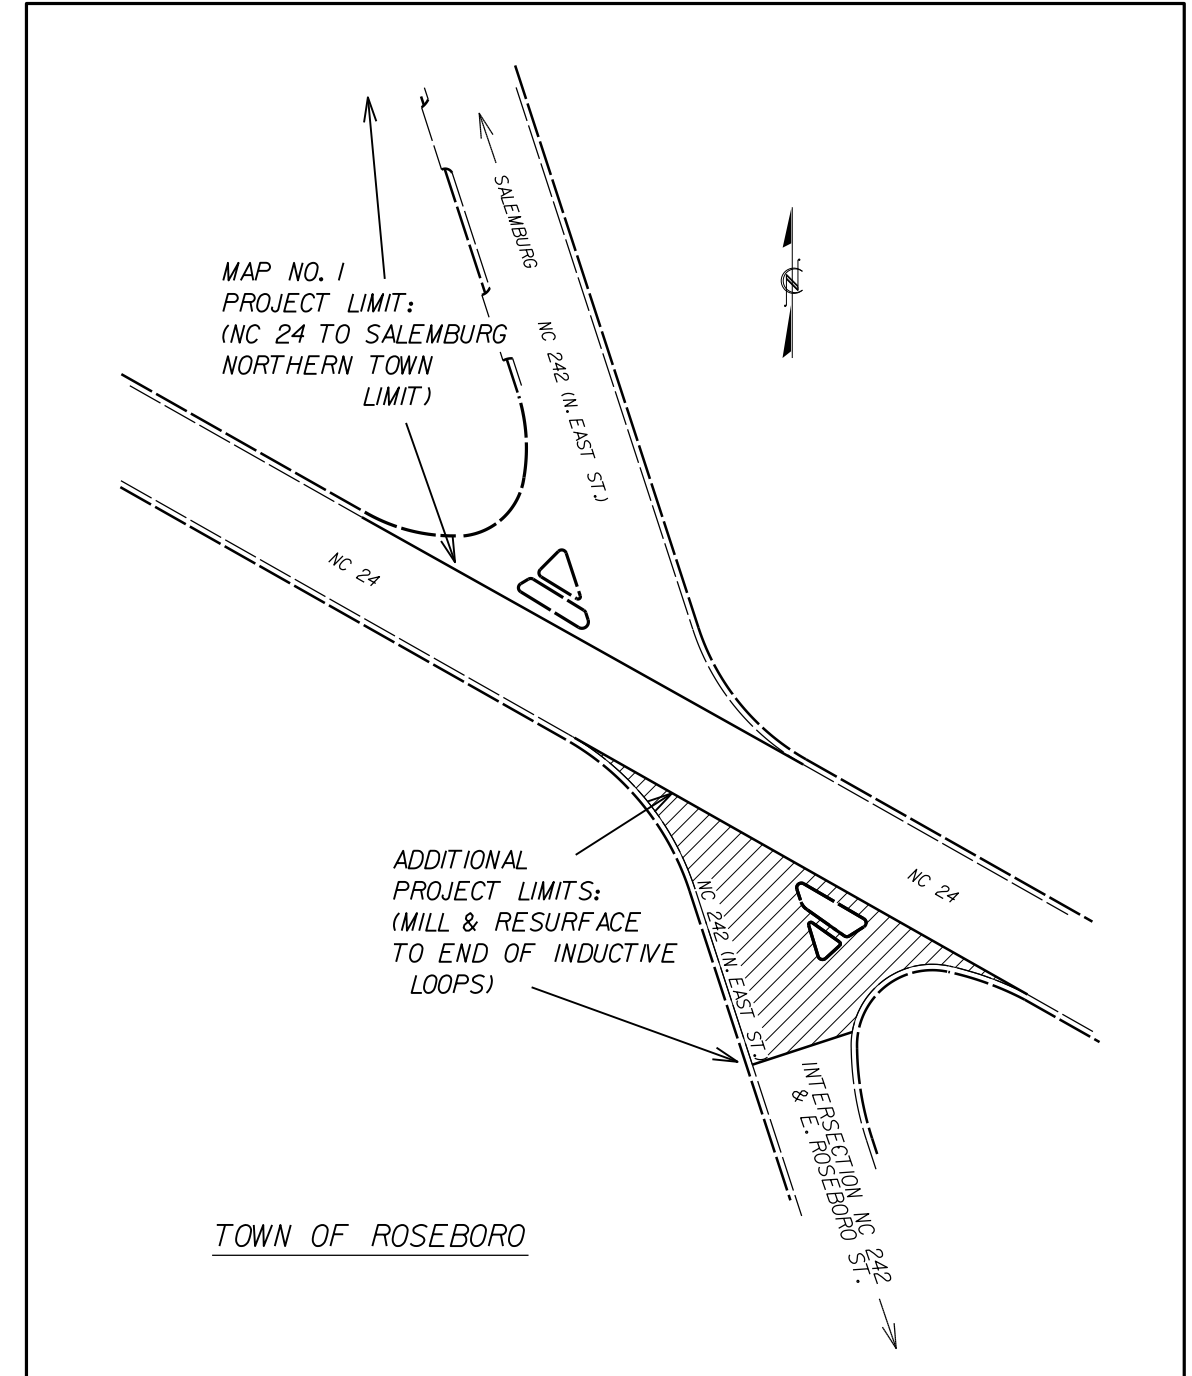 SALEMBURG
NC 242 (N. EAST ST.)
N
MAP NO. 1
PROJECT LIMIT:
(NC 24 TO SALEMBURG
NORTHERN TOWN
LIMIT)
NC 24
ADDITIONAL
PROJECT LIMITS:
(MILL & RESURFACE
TO END OF INDUCTIVE
LOOPS)
NC 24
NC 242 (N. EAST ST.)
INTERSECTION NC 242
& E. ROSEBORO ST.
TOWN OF ROSEBORO